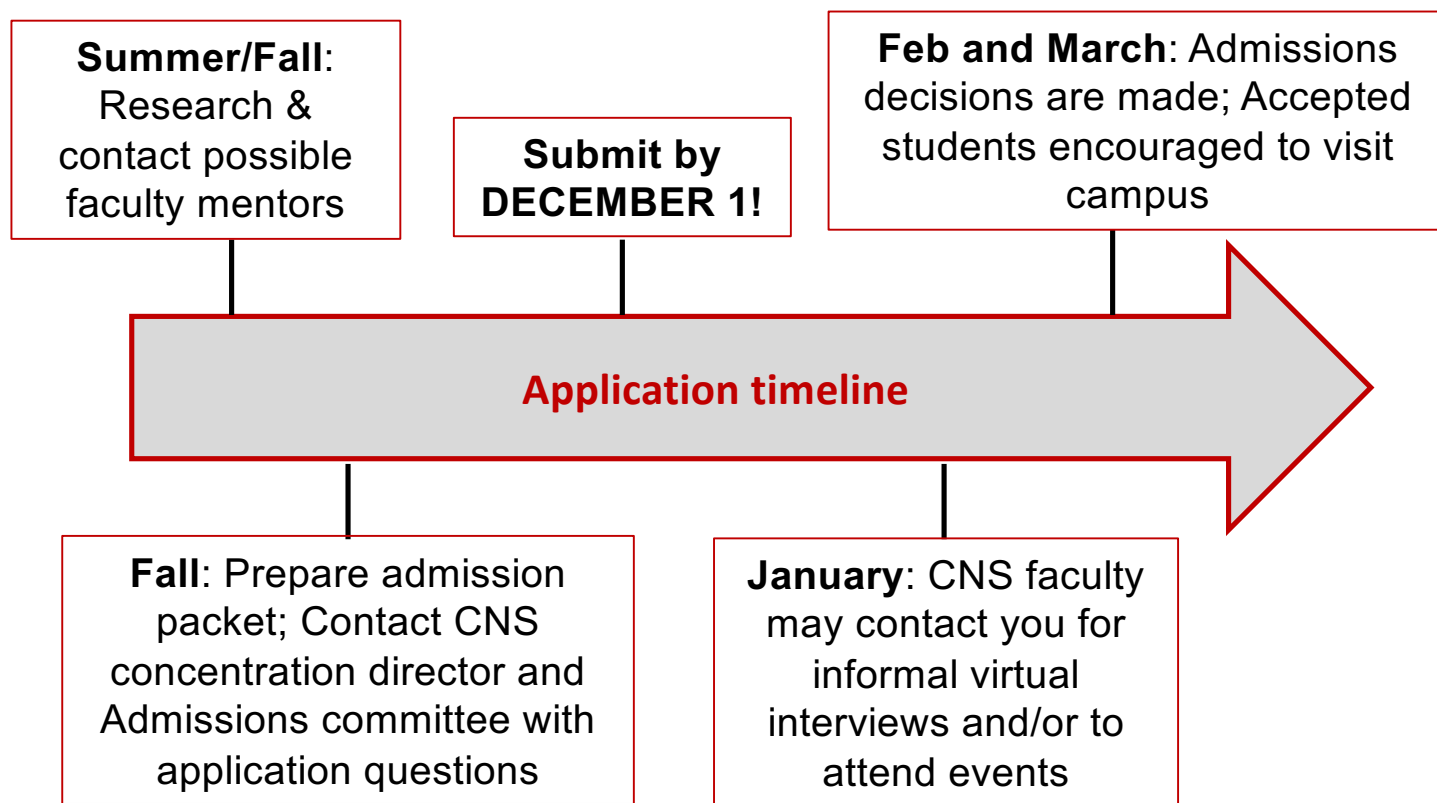 Summer/Fall:
Research &
contact possible
faculty mentors
Submit by
DECEMBER 1!
Feb and March: Admissions
decisions are made; Accepted
students encouraged to visit
campus
Application timeline
Fall: Prepare admission
packet; Contact CNS
concentration director and
Admissions committee with
application questions
January: CNS faculty
may contact you for
informal virtual
interviews and/or to
attend events